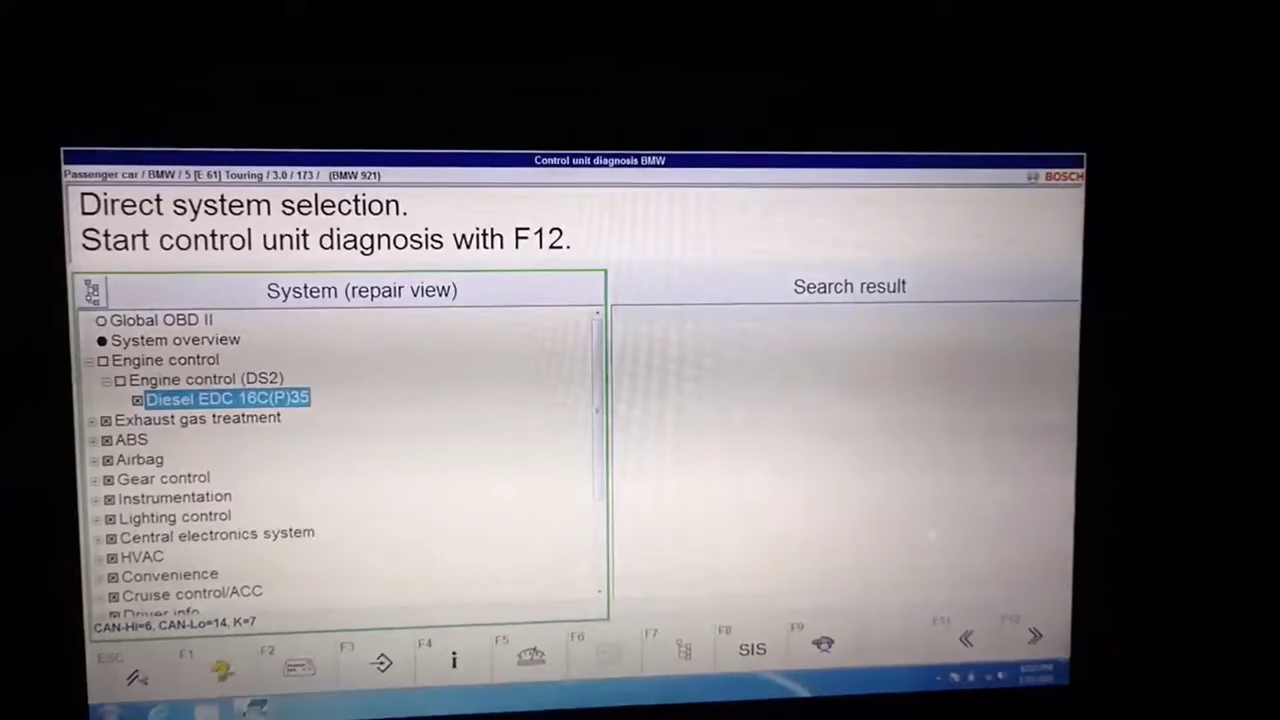 Control unit diagnosis BMW
Passenger car / BMW / 5 [E 61] Touring / 3.0 / 173 / (BMW 921)
BOSCH
Direct system selection.
Start control unit diagnosis with F12.
System (repair view)
Search result
Global OBD II
System overview
Engine control
Engine control (DS2)
Diesel EDC 16C(P)35
Exhaust gas treatment
ABS
Airbag
Gear control
Instrumentation
Lighting control
Central electronics system
HVAC
Convenience
Cruise control/ACC
Driver info
CAN-Hi=6, CAN-Lo=14, K=7
ESC F1 F2 F3 F4 F5 F6 F7 F8 SIS F9 F11 F12